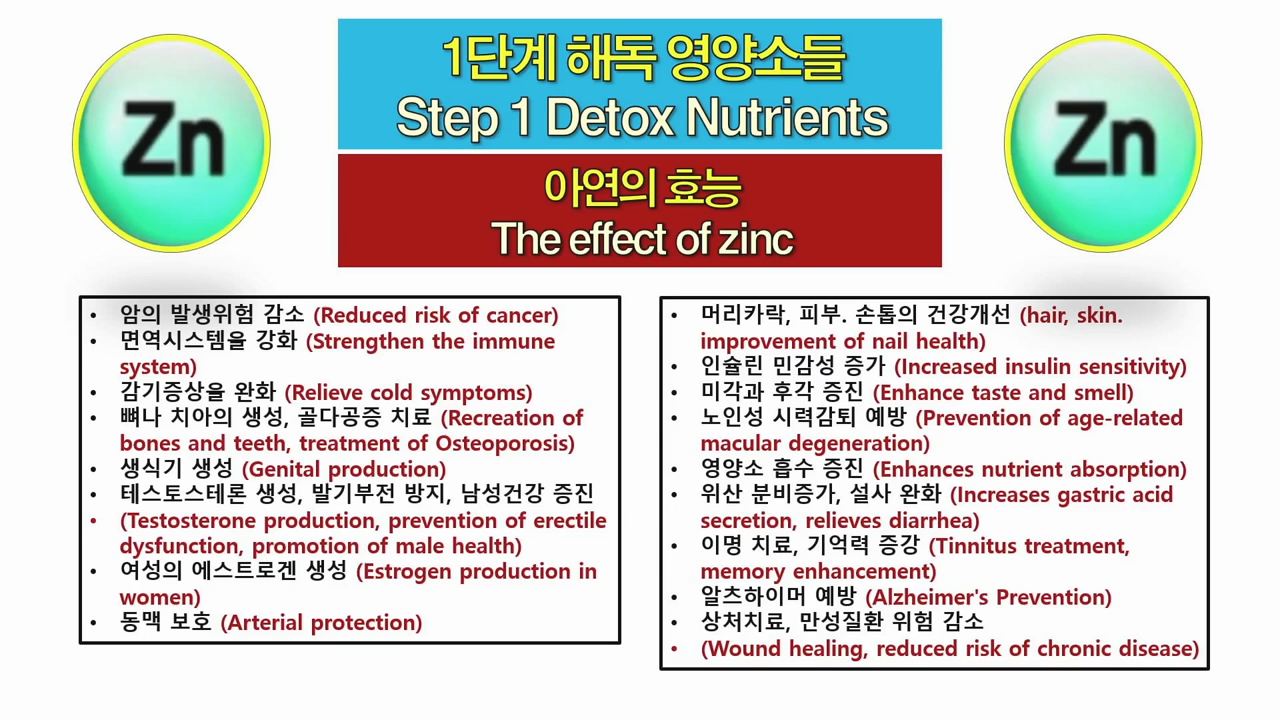 Zn
1단계 해독 영양소들
Step 1 Detox Nutrients
아연의 효능
The effect of zinc
Zn
• 암의 발생위험 감소 (Reduced risk of cancer)
• 면역시스템을 강화 (Strengthen the immune
system)
• 감기증상을 완화 (Relieve cold symptoms)
• 뼈나 치아의 생성, 골다공증 치료 (Recreation of
bones and teeth, treatment of Osteoporosis)
• 생식기 생성 (Genital production)
• 테스토스테론 생성, 발기부전 방지, 남성건강 증진
• (Testosterone production, prevention of erectile
dysfunction, promotion of male health)
• 여성의 에스트로겐 생성 (Estrogen production in
women)
• 동맥 보호 (Arterial protection)
• 머리카락, 피부. 손톱의 건강개선 (hair, skin.
improvement of nail health)
• 인슐린 민감성 증가 (Increased insulin sensitivity)
• 미각과 후각 증진 (Enhance taste and smell)
• 노인성 시력감퇴 예방 (Prevention of age-related
macular degeneration)
• 영양소 흡수 증진 (Enhances nutrient absorption)
• 위산 분비증가, 설사 완화 (Increases gastric acid
secretion, relieves diarrhea)
• 이명 치료, 기억력 증강 (Tinnitus treatment,
memory enhancement)
• 알츠하이머 예방 (Alzheimer's Prevention)
• 상처치료, 만성질환 위험 감소
• (Wound healing, reduced risk of chronic disease)